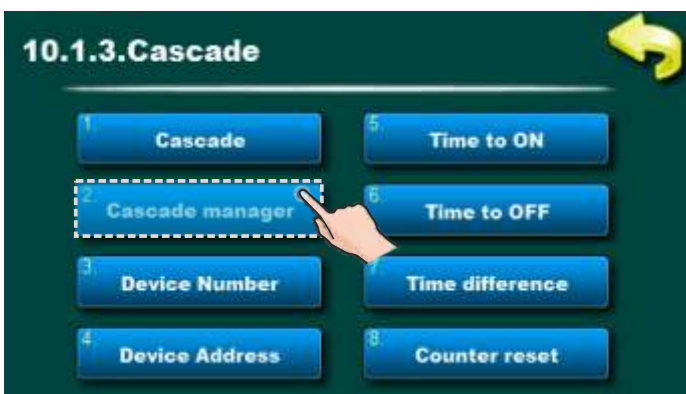 10.1.3.Cascade
1.
Cascade
2.
Cascade manager
3.
Device Number
4.
Device Address
5.
Time to ON
6.
Time to OFF
7.
Time difference
8.
Counter reset